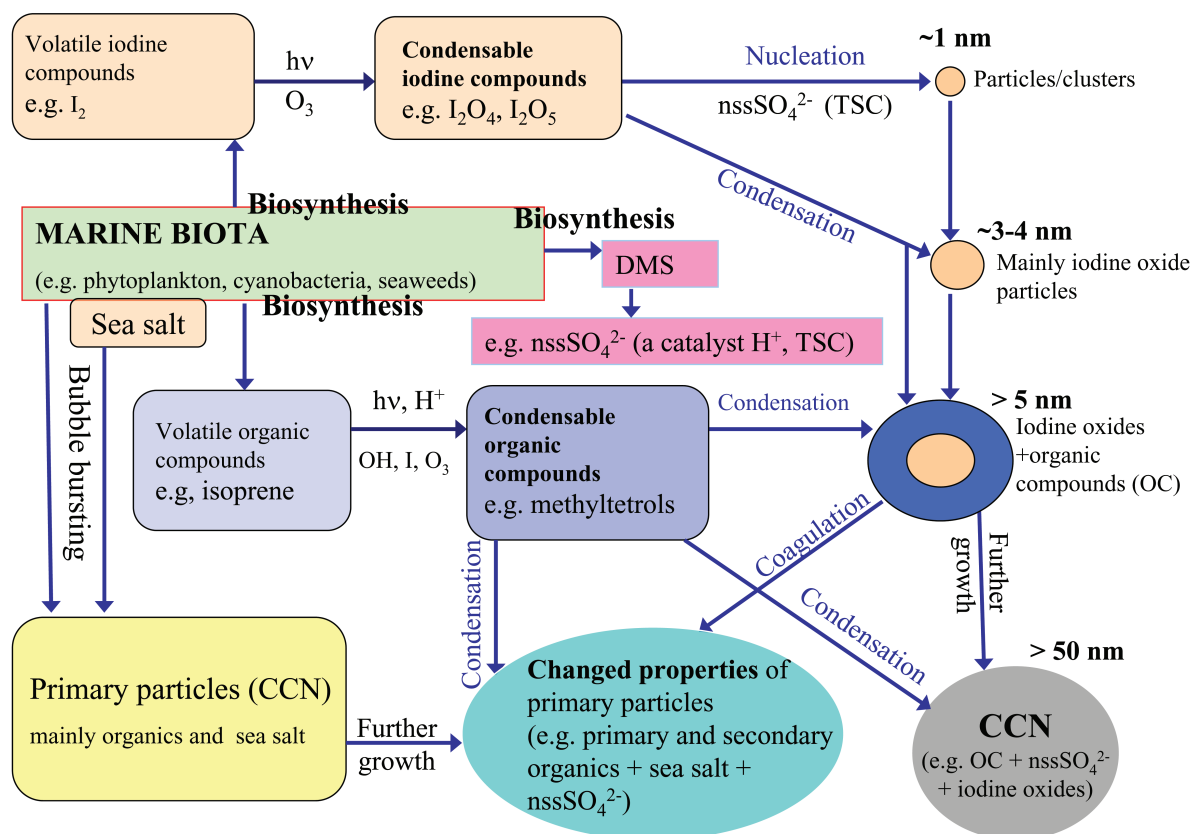 Volatile iodine
compounds
e.g. I₂
hν
O₃
Condensable
iodine compounds
e.g. I₂O₄, I₂O₅
Nucleation
nssSO₄²⁻ (TSC)
~1 nm
Particles/clusters
Condensation
Biosynthesis
MARINE BIOTA
(e.g. phytoplankton, cyanobacteria, seaweeds)
Biosynthesis
Biosynthesis
DMS
e.g. nssSO₄²⁻ (a catalyst H⁺, TSC)
~3-4 nm
Mainly iodine oxide
particles
Sea salt
Bubble bursting
Volatile organic
compounds
e.g, isoprene
hν, H⁺
OH, I, O₃
Condensable
organic
compounds
e.g. methyltetrols
Condensation
> 5 nm
Iodine oxides
+organic
compounds (OC)
Condensation
Coagulation
Condensation
Further
growth
Primary particles (CCN)
mainly organics and sea salt
Further
growth
Changed properties of
primary particles
(e.g. primary and secondary
organics + sea salt +
nssSO₄²⁻)
> 50 nm
CCN
(e.g. OC + nssSO₄²⁻
+ iodine oxides)